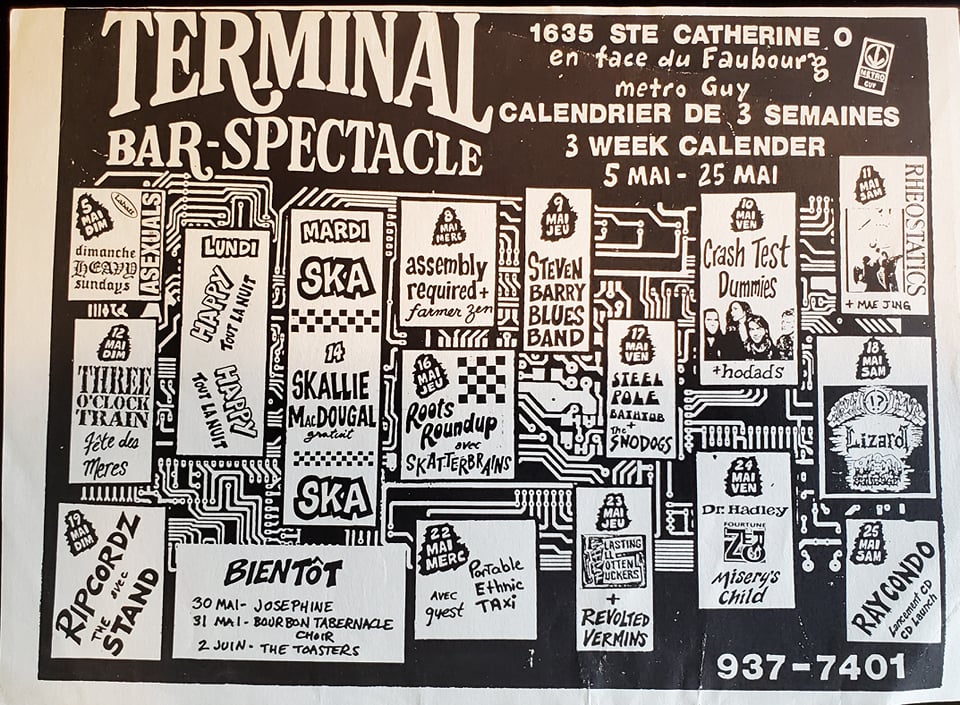 TERMINAL
BAR-SPECTACLE
1635 STE CATHERINE O
en face du Faubourg
metro Guy
METRO
GUY
CALENDRIER DE 3 SEMAINES
3 WEEK CALENDER
5 MAI - 25 MAI
5
MAI
DIM
Labatt
dimanche
HEAVY
sundays
ASEXUALS
LUNDI
HAPPY
TOUT LA NUIT
HAPPY
TOUT LA NUIT
MARDI
SKA
14
SKALLIE
MACDOUGAL
gratuit
SKA
8
MAI
MERC
assembly
required +
farmer zen
9
MAI
JEU
STEVEN
BARRY
BLUES
BAND
10
MAI
VEN
Crash Test
Dummies
+hodads
11
MAI
SAM
RHEOSTATICS
+ MAE JING
12
MAI
DIM
THREE
O'CLOCK
TRAIN
fête des
Meres
16
MAI
JEU
Roots
Roundup
avec
SKATTERBRAINS
17
MAI
VEN
STEEL
POLE
BATHTUB
+
The
SNODOGS
18
MAI
SAM
Lizard
19
MAI
DIM
RIPCORDZ
avec
THE STAND
BIENTÔT
30 MAI- JOSEPHINE
31 MAI - BOURBON TABERNACLE
CHOIR
2 JUIN - THE TOASTERS
22
MAI
MERC
Portable
Ethnic
TAXi
AVEC
guest
23
MAI
JEU
LASTING
ROTTEN
+
REVOLTED
VERMINS
24
MAI
VEN
Dr. Hadley
FOURTUNE
Misery's
Child
25
MAI
SAM
RAY CONDO
Lancement CD
CD Launch
937-7401